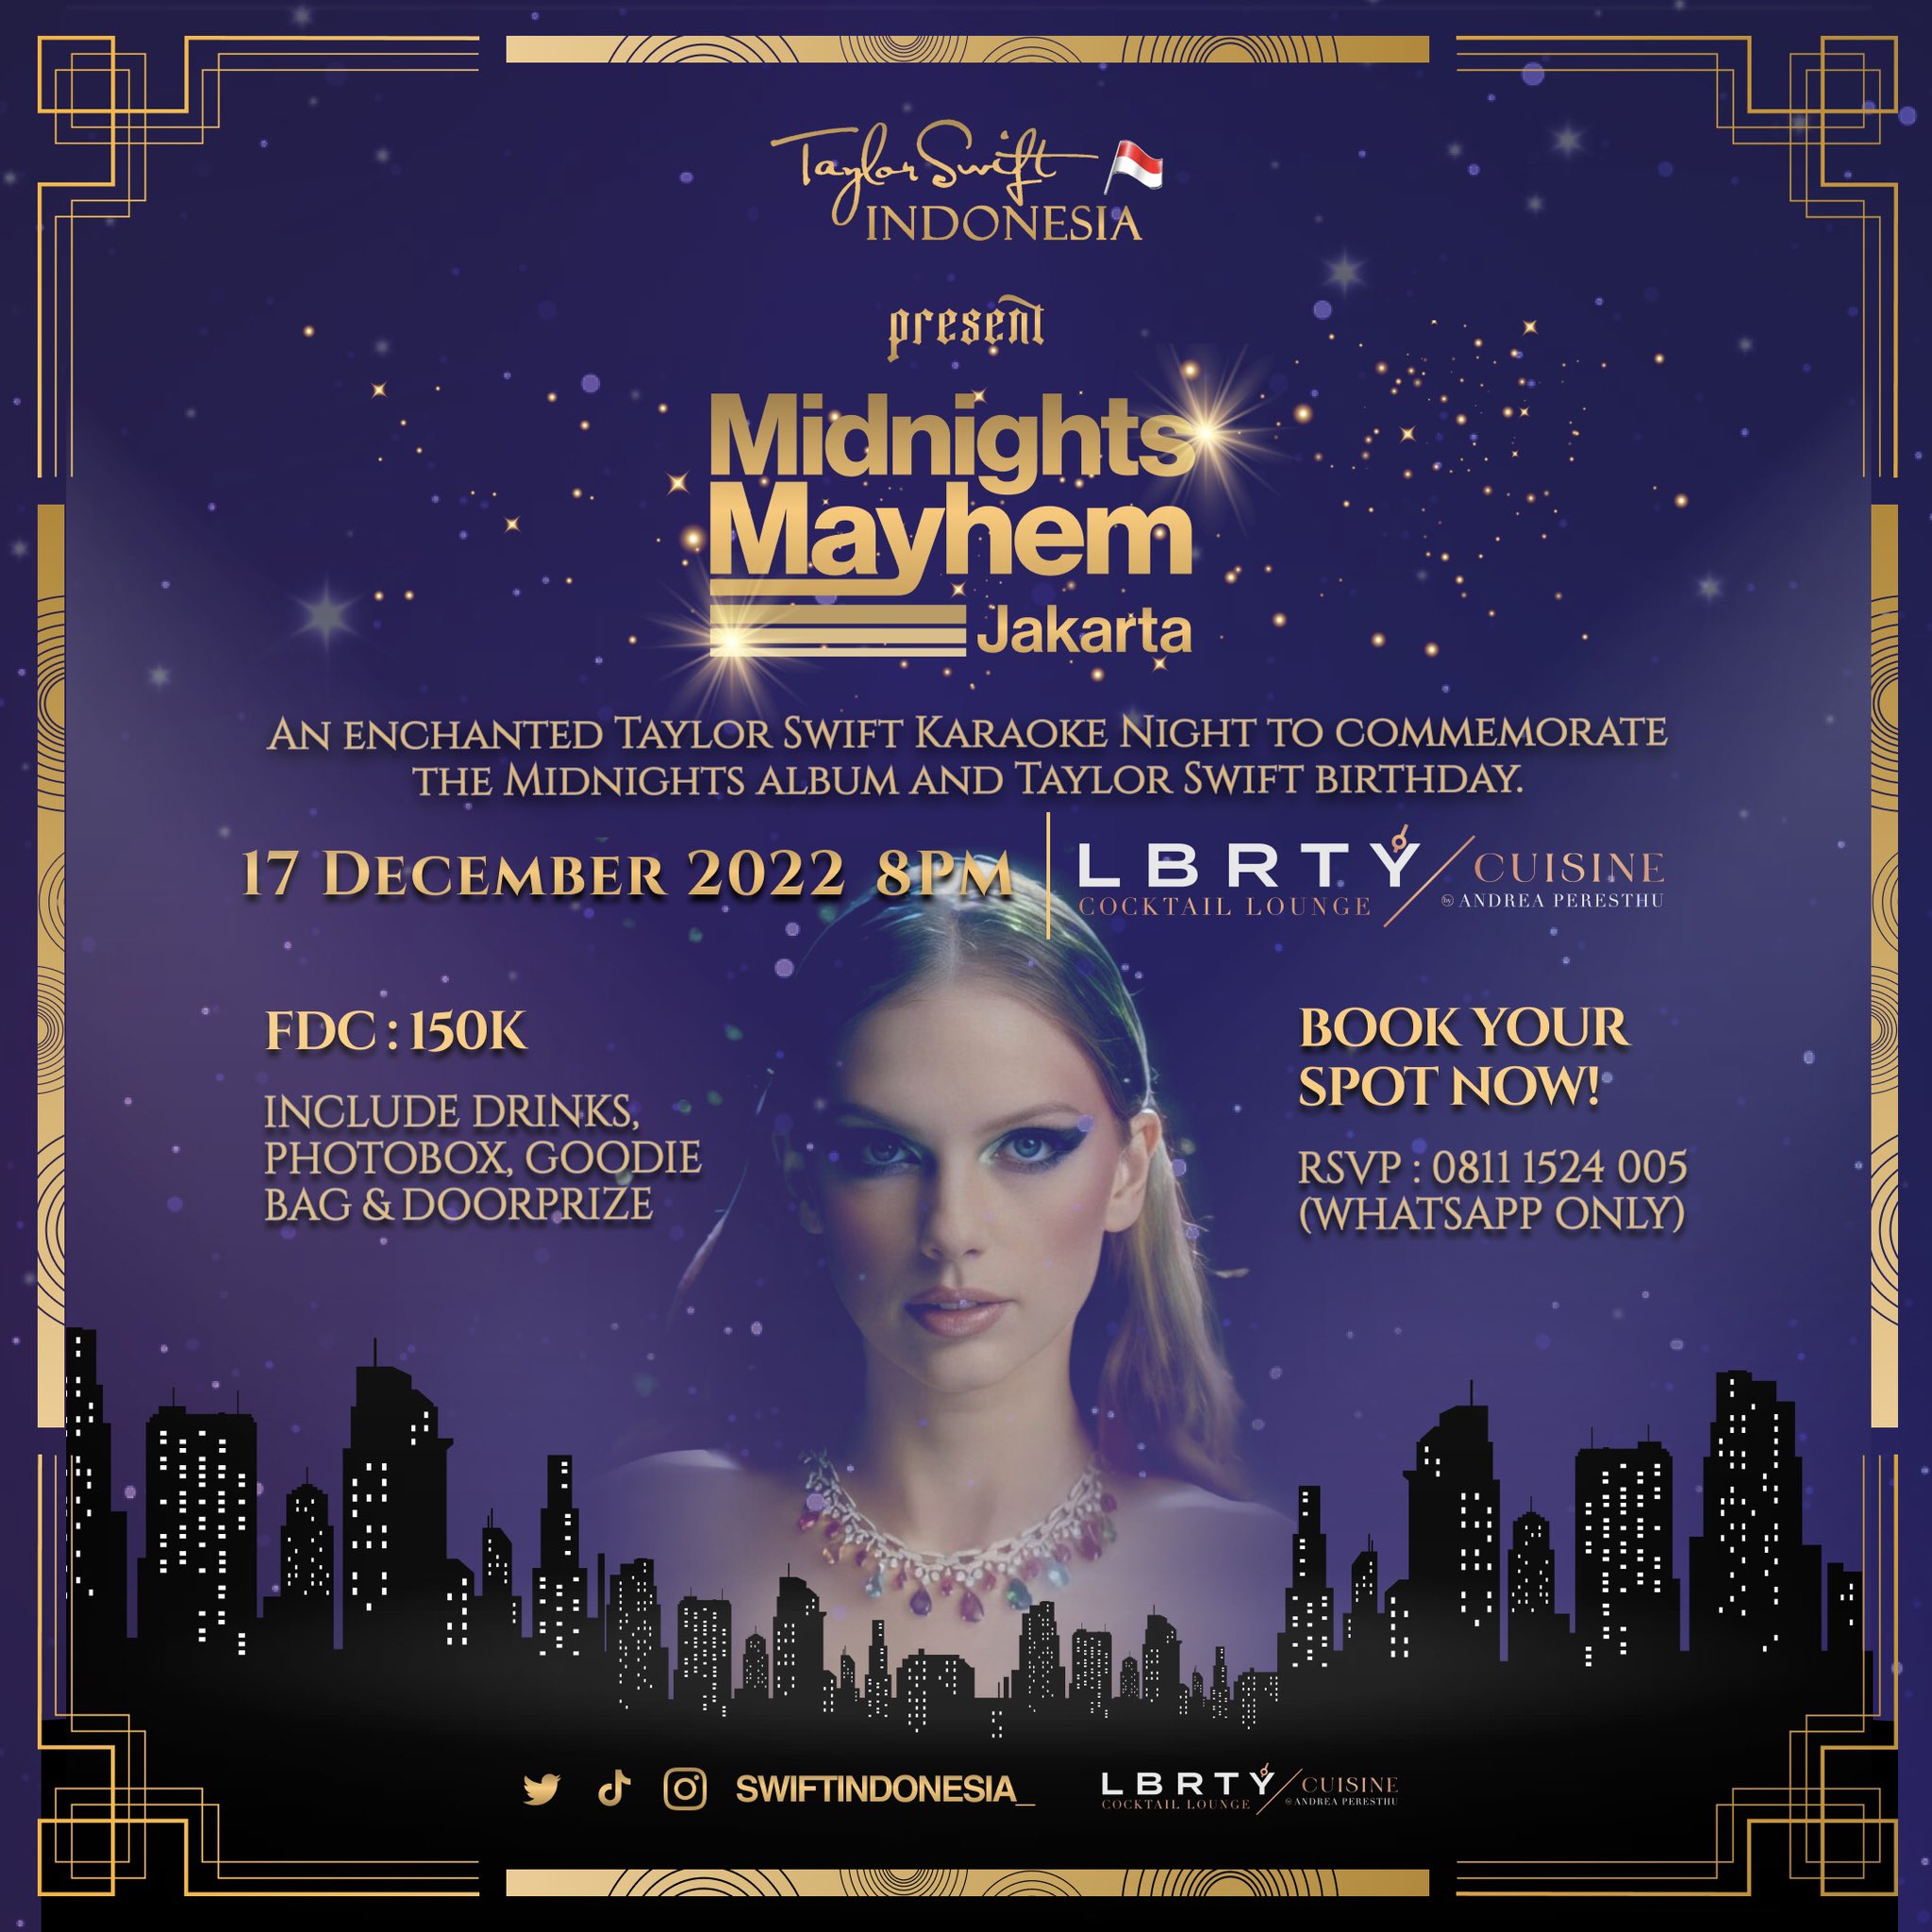 Taylor Swift
INDONESIA
present
Midnights
Mayhem
Jakarta
An enchanted Taylor Swift Karaoke Night to commemorate
the Midnights album and Taylor Swift birthday.
17 December 2022 8PM
LBRTY
COCKTAIL LOUNGE
CUISINE
by ANDREA PERESTHU
FDC : 150K
INCLUDE DRINKS,
PHOTOBOX, GOODIE
BAG & DOORPRIZE
BOOK YOUR
SPOT NOW!
RSVP : 0811 1524 005
(WHATSAPP ONLY)
SWIFTINDONESIA_
LBRTY
COCKTAIL LOUNGE
CUISINE
by ANDREA PERESTHU